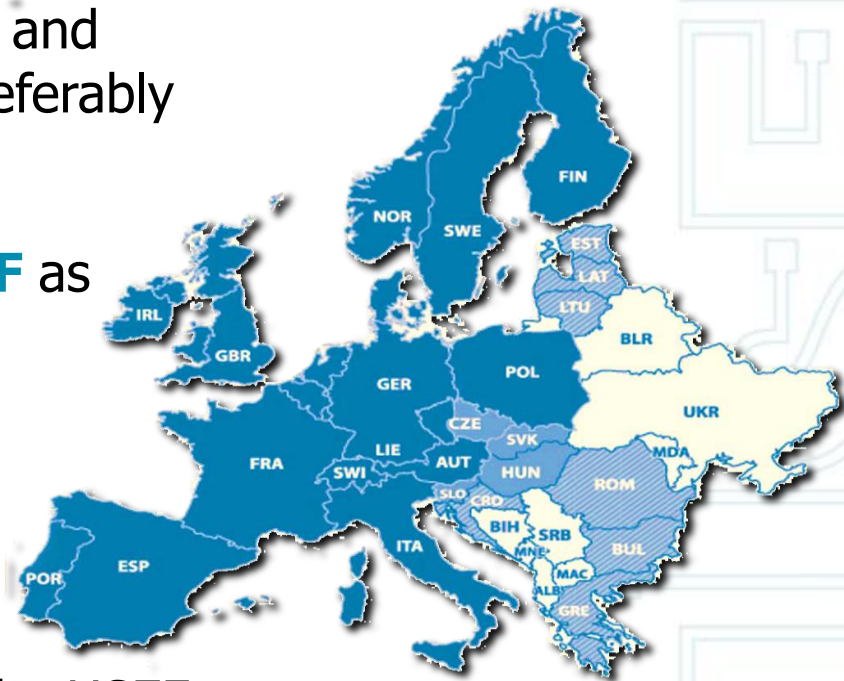 and
eferably
F as
FIN
NOR
SWE
EST
LAT
LTU
IRL
GBR
BLR
GER
POL
UKR
CZE
SVK
MDA
LIE
FRA
SWI
AUT
HUN
ROM
SLO
CRO
BIH
SRB
ITA
MNE
BUL
MAC
ALB
GRE
ESP
POR